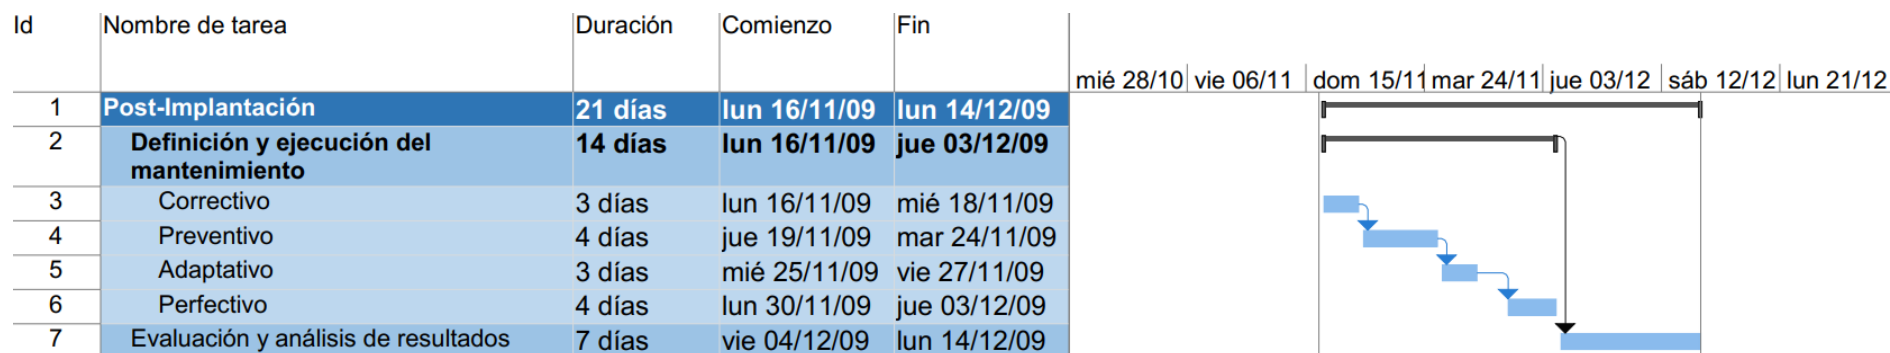 Id Nombre de tarea Duración Comienzo Fin
mié 28/10 vie 06/11 dom 15/11 mar 24/11 jue 03/12 sáb 12/12 lun 21/12
1 Post-Implantación 21 días lun 16/11/09 lun 14/12/09
2 Definición y ejecución del 14 días lun 16/11/09 jue 03/12/09
mantenimiento
3 Correctivo 3 días lun 16/11/09 mié 18/11/09
4 Preventivo 4 días jue 19/11/09 mar 24/11/09
5 Adaptativo 3 días mié 25/11/09 vie 27/11/09
6 Perfectivo 4 días lun 30/11/09 jue 03/12/09
7 Evaluación y análisis de resultados 7 días vie 04/12/09 lun 14/12/09